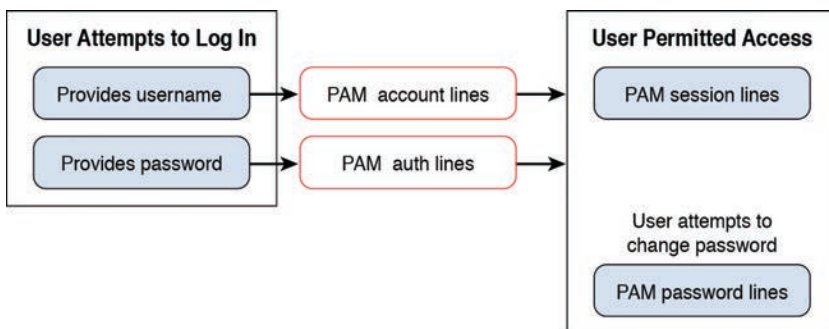 User Attempts to Log In
Provides username
Provides password
PAM account lines
PAM auth lines
User Permitted Access
PAM session lines
User attempts to
change password
PAM password lines